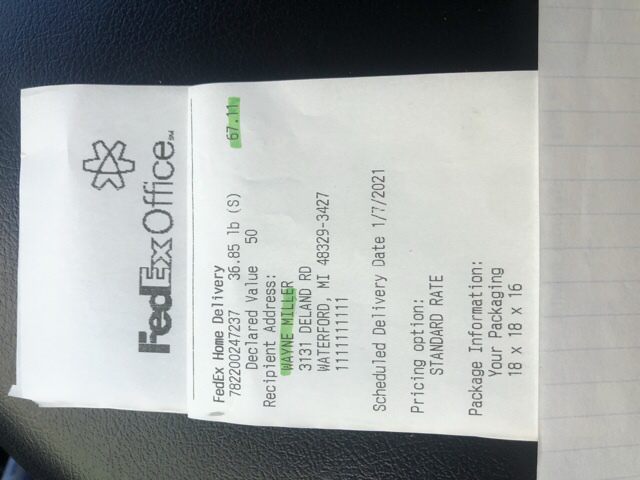 FedEx Office℠
FedEx Home Delivery
782200247237 36.85 lb (S) 67.11
Declared Value 50
Recipient Address:
WAYNE MILLER
3131 DELAND RD
WATERFORD, MI 48329-3427
11111111111
Scheduled Delivery Date 1/7/2021
Pricing option:
STANDARD RATE
Package Information:
Your Packaging
18 x 18 x 16